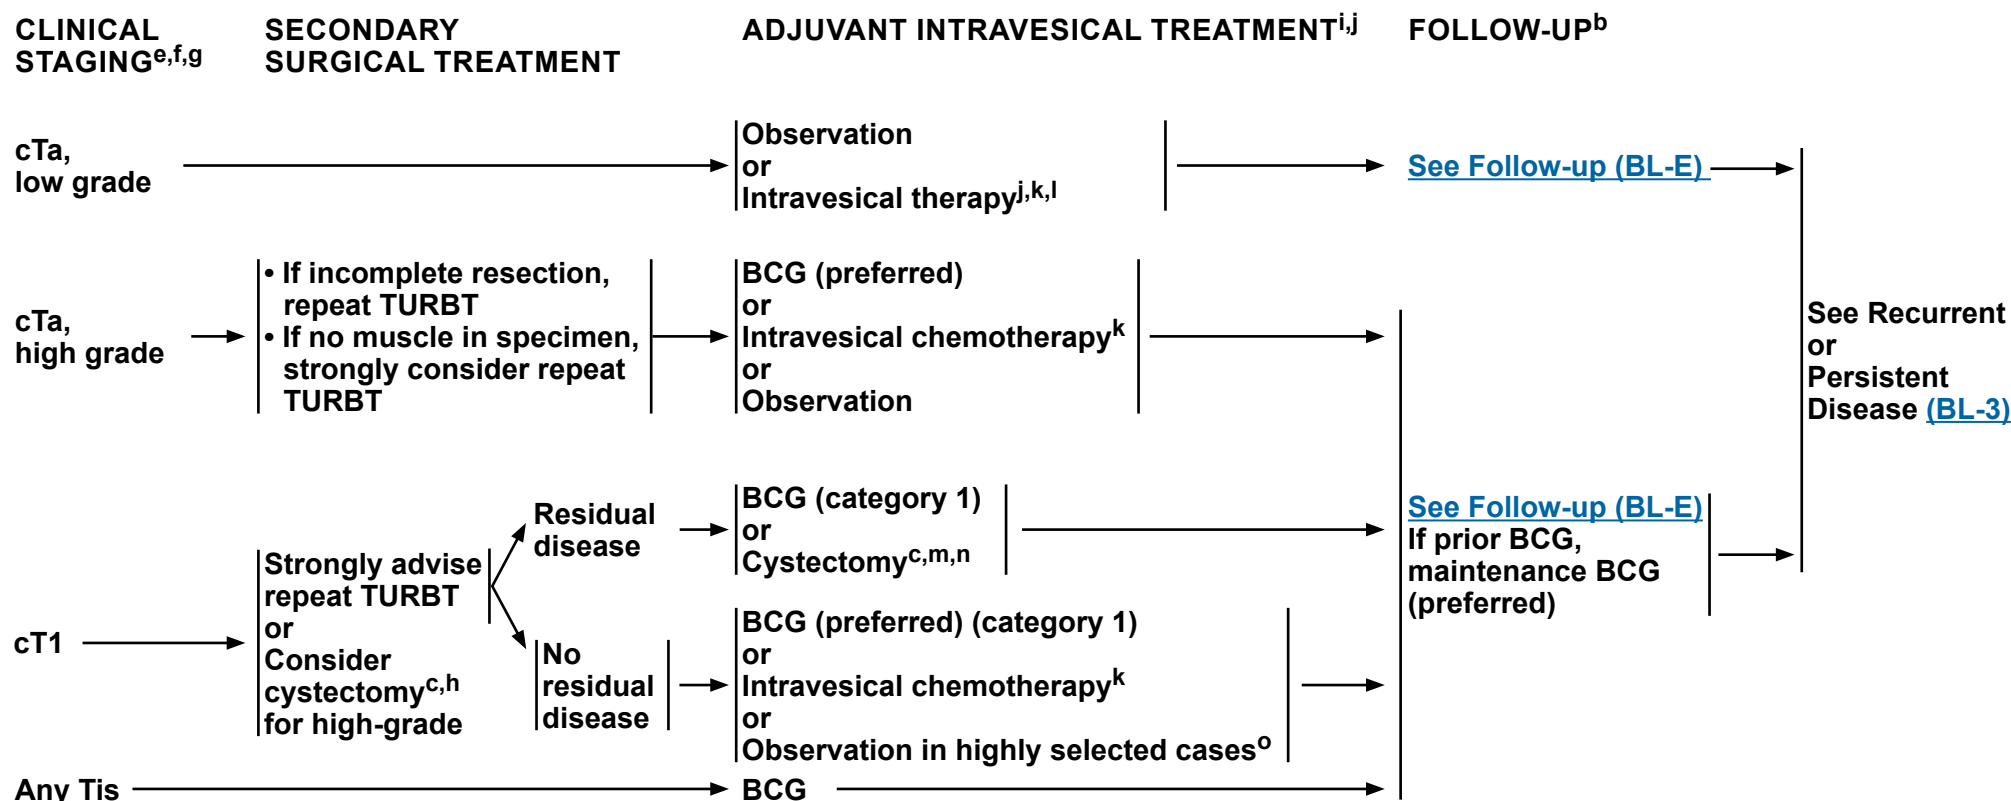 CLINICAL
STAGINGe,f,g
SECONDARY
SURGICAL TREATMENT
ADJUVANT INTRAVESICAL TREATMENTi,j
FOLLOW-UPb
cTa,
low grade
Observation
or
Intravesical therapyj,k,l
See Follow-up (BL-E)
cTa,
high grade
• If incomplete resection,
repeat TURBT
• If no muscle in specimen,
strongly consider repeat
TURBT
BCG (preferred)
or
Intravesical chemotherapyk
or
Observation
cT1
Strongly advise
repeat TURBT
or
Consider
cystectomyc,h
for high-grade
Residual
disease
BCG (category 1)
or
Cystectomyc,m,n
No
residual
disease
BCG (preferred) (category 1)
or
Intravesical chemotherapyk
or
Observation in highly selected caseso
Any Tis
BCG
See Follow-up (BL-E)
If prior BCG,
maintenance BCG
(preferred)
See Recurrent
or
Persistent
Disease (BL-3)